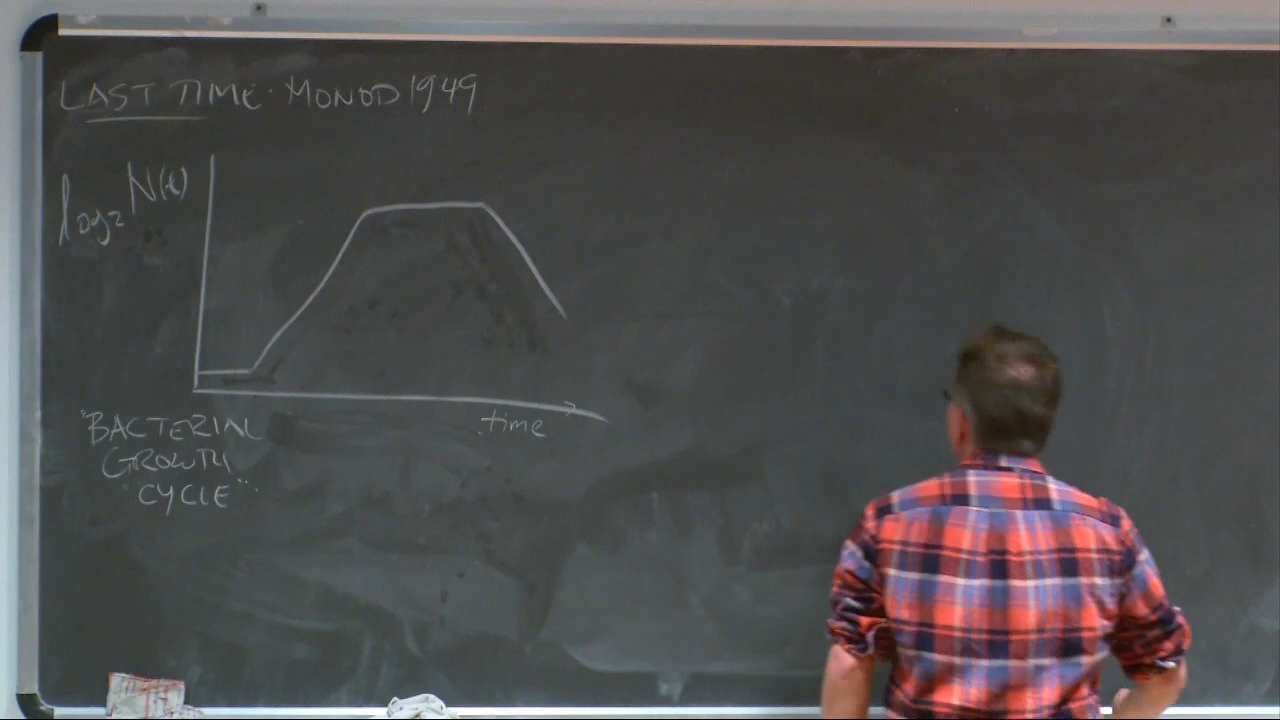 LAST TIME · MONOD 1949
log₂ N(t)
time
"BACTERIAL
GROWTH
CYCLE".